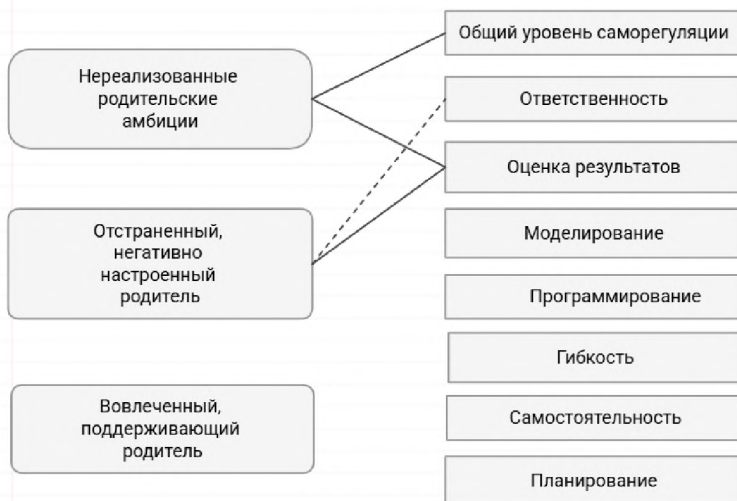 Нереализованные
родительские
амбиции
Отстраненный,
негативно
настроенный
родитель
Вовлеченный,
поддерживающий
родитель
Общий уровень саморегуляции
Ответственность
Оценка результатов
Моделирование
Программирование
Гибкость
Самостоятельность
Планирование